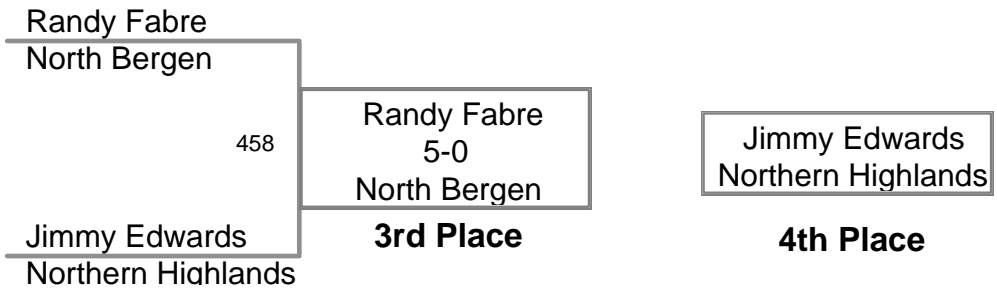 Randy Fabre
North Bergen
458
Randy Fabre
5-0
North Bergen
3rd Place
Jimmy Edwards
Northern Highlands
Jimmy Edwards
Northern Highlands
4th Place